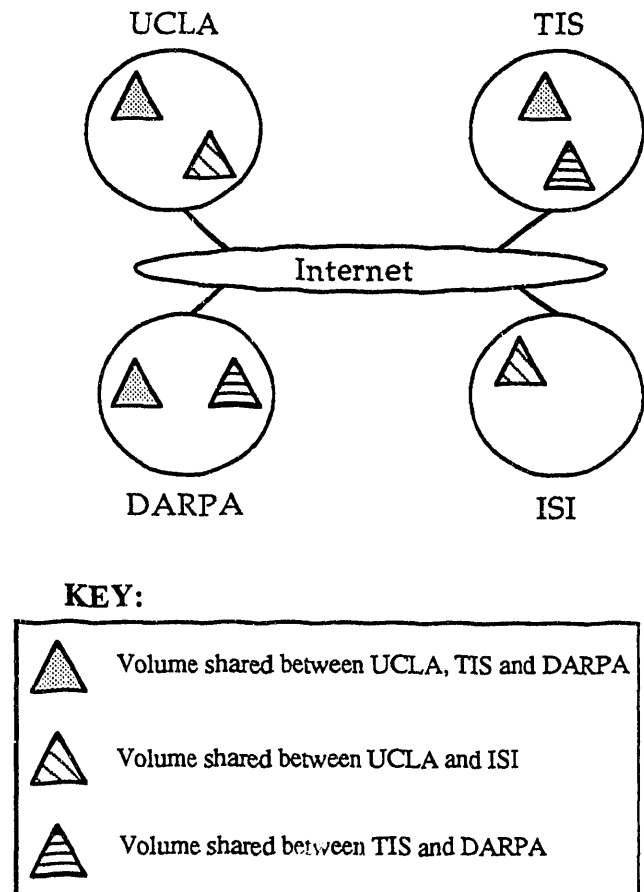 UCLA
TIS
Internet
DARPA
ISI
KEY:
Volume shared between UCLA, TIS and DARPA
Volume shared between UCLA and ISI
Volume shared between TIS and DARPA